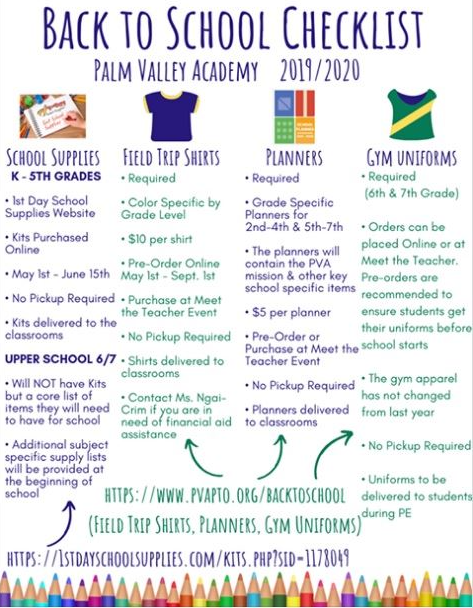 BACK TO SCHOOL CHECKLIST
PALM VALLEY ACADEMY 2019/2020
SCHOOL SUPPLIES
K - 5TH GRADES
• 1st Day School
Supplies Website
• Kits Purchased
Online
• May 1st - June 15th
• No Pickup Required
• Kits delivered to the
classrooms
UPPER SCHOOL 6/7
• Will NOT have Kits
but a core list of
items they will need
to have for school
• Additional subject
specific supply lists
will be provided at
the beginning of
school
FIELD TRIP SHIRTS
• Required
• Color Specific by
Grade Level
• $10 per shirt
• Pre-Order Online
May 1st - Sept. 1st
• Purchase at Meet
the Teacher Event
• No Pickup Required
• Shirts delivered to
classrooms
• Contact Ms. Ngai-
Crim if you are in
need of financial aid
assistance
PLANNERS
• Required
• Grade Specific
Planners for
2nd-4th & 5th-7th
• The planners will
contain the PVA
mission & other key
school specific items
• $5 per planner
• Pre-Order or
Purchase at Meet the
Teacher Event
• No Pickup Required
• Planners delivered
to classrooms
GYM UNIFORMS
• Required
(6th & 7th Grade)
• Orders can be
placed Online or at
Meet the Teacher.
Pre-orders are
recommended to
ensure students get
their uniforms before
school starts
• The gym apparel
has not changed
from last year
• No Pickup Required
• Uniforms to be
delivered to students
during PE
HTTPS://WWW.PVAPTO.ORG/BACKTOSCHOOL
(FIELD TRIP SHIRTS, PLANNERS, GYM UNIFORMS)
HTTPS://1STDAYSCHOOLSUPPLIES.COM/KITS.PHP?SID=1178049